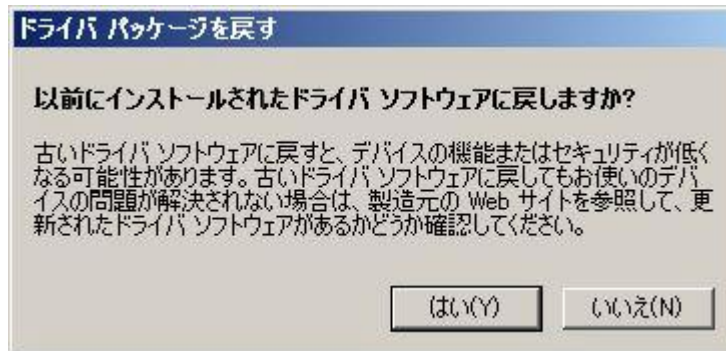 ドライバ パッケージを戻す
以前にインストールされたドライバ ソフトウェアに戻しますか?
古いドライバ ソフトウェアに戻すと、デバイスの機能またはセキュリティが低く
なる可能性があります。古いドライバ ソフトウェアに戻してもお使いのデバ
イスの問題が解決されない場合は、製造元の Web サイトを参照して、更
新されたドライバ ソフトウェアがあるかどうか確認してください。
はい(Y) いいえ(N)